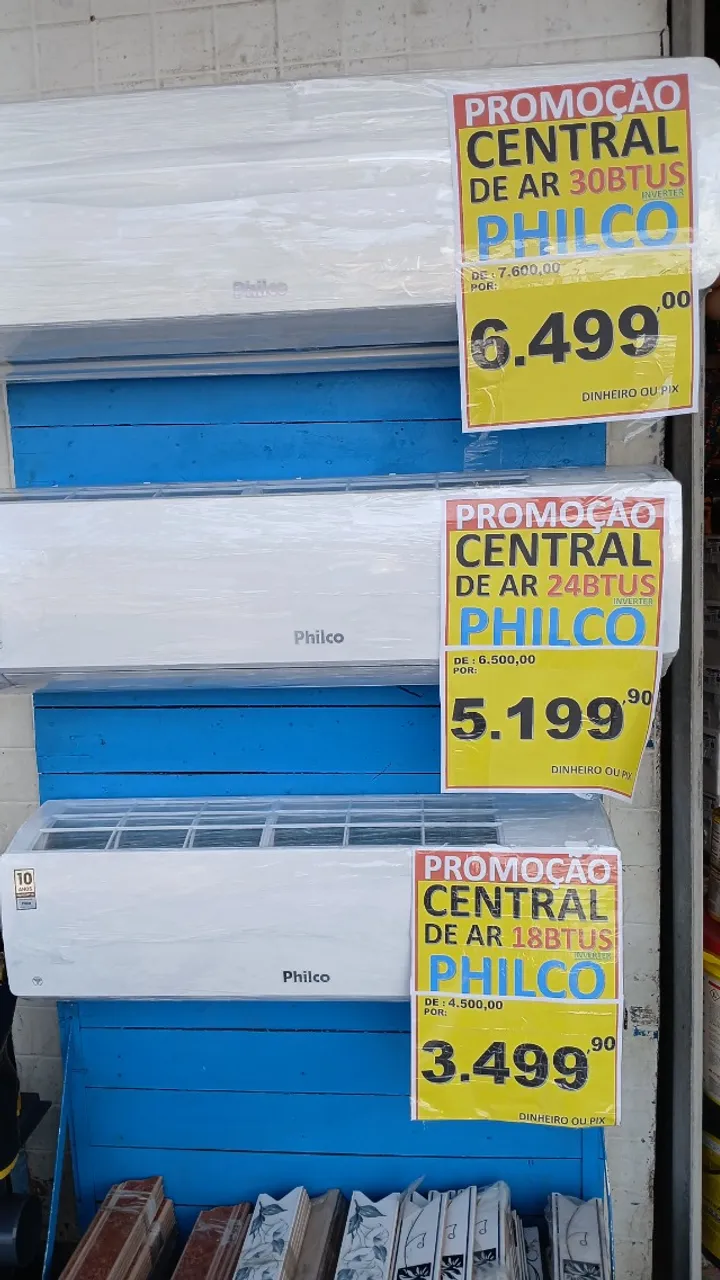 PROMOÇÃO
CENTRAL
DE AR 30BTUS
INVERTER
PHILCO
DE : 7.600,00
POR:
6.499,00
DINHEIRO OU PIX
Philco
PROMOÇÃO
CENTRAL
DE AR 24BTUS
INVERTER
PHILCO
DE : 6.500,00
POR:
5.199,90
DINHEIRO OU PIX
Philco
PROMOÇÃO
CENTRAL
DE AR 18BTUS
INVERTER
PHILCO
DE : 4.500,00
POR:
3.499,90
DINHEIRO OU PIX
10
ANOS
Philco